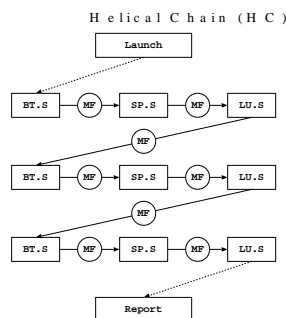 Helical Chain (HC)
Launch
BT.S MF SP.S MF LU.S
MF
BT.S MF SP.S MF LU.S
MF
BT.S MF SP.S MF LU.S
Report